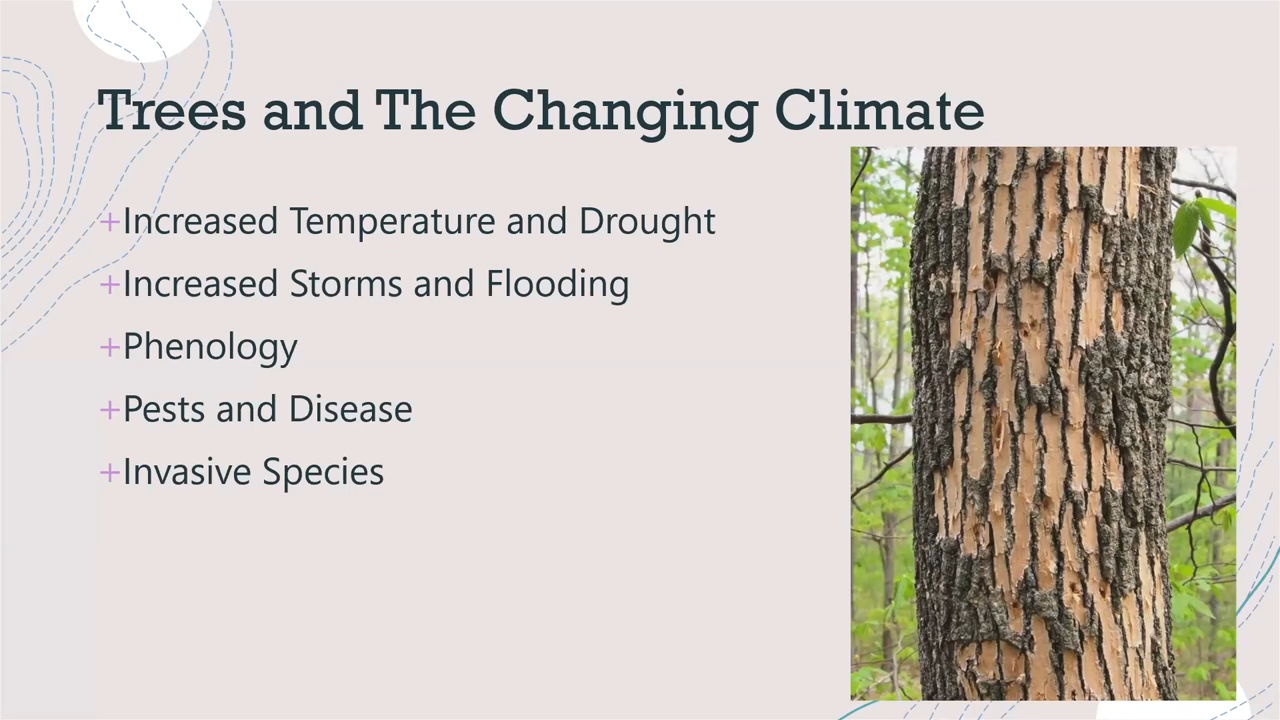 Trees and The Changing Climate
+Increased Temperature and Drought
+Increased Storms and Flooding
+Phenology
+Pests and Disease
+Invasive Species